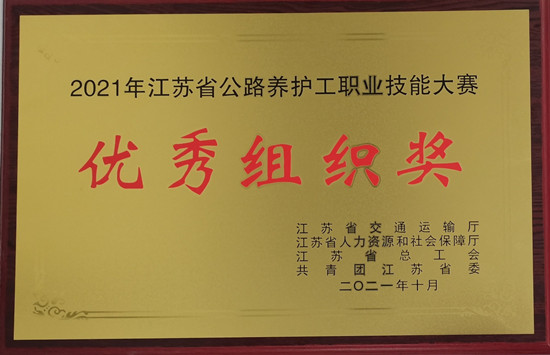 2021年江苏省公路养护工职业技能大赛
优秀组织奖
江苏省交通运输厅
江苏省人力资源和社会保障厅
江苏省总工会
共青团江苏省委
二〇二一年十月